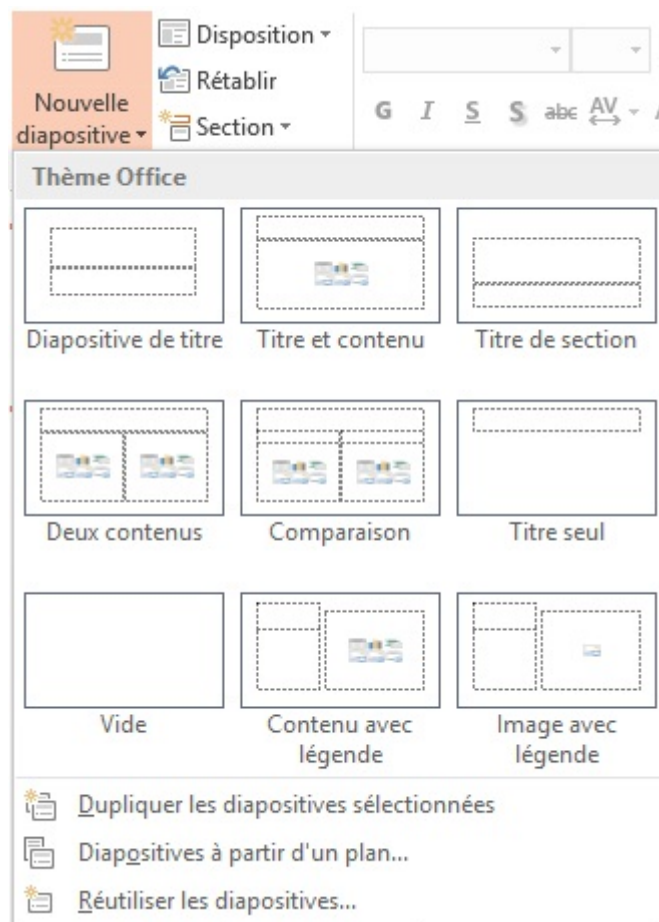 Disposition
Rétablir
Nouvelle
diapositive
Section
G I S S abc AV
Thème Office
Diapositive de titre Titre et contenu Titre de section
Deux contenus Comparaison Titre seul
Vide Contenu avec légende Image avec légende
Dupliquer les diapositives sélectionnées
Diapositives à partir d'un plan...
Réutiliser les diapositives...